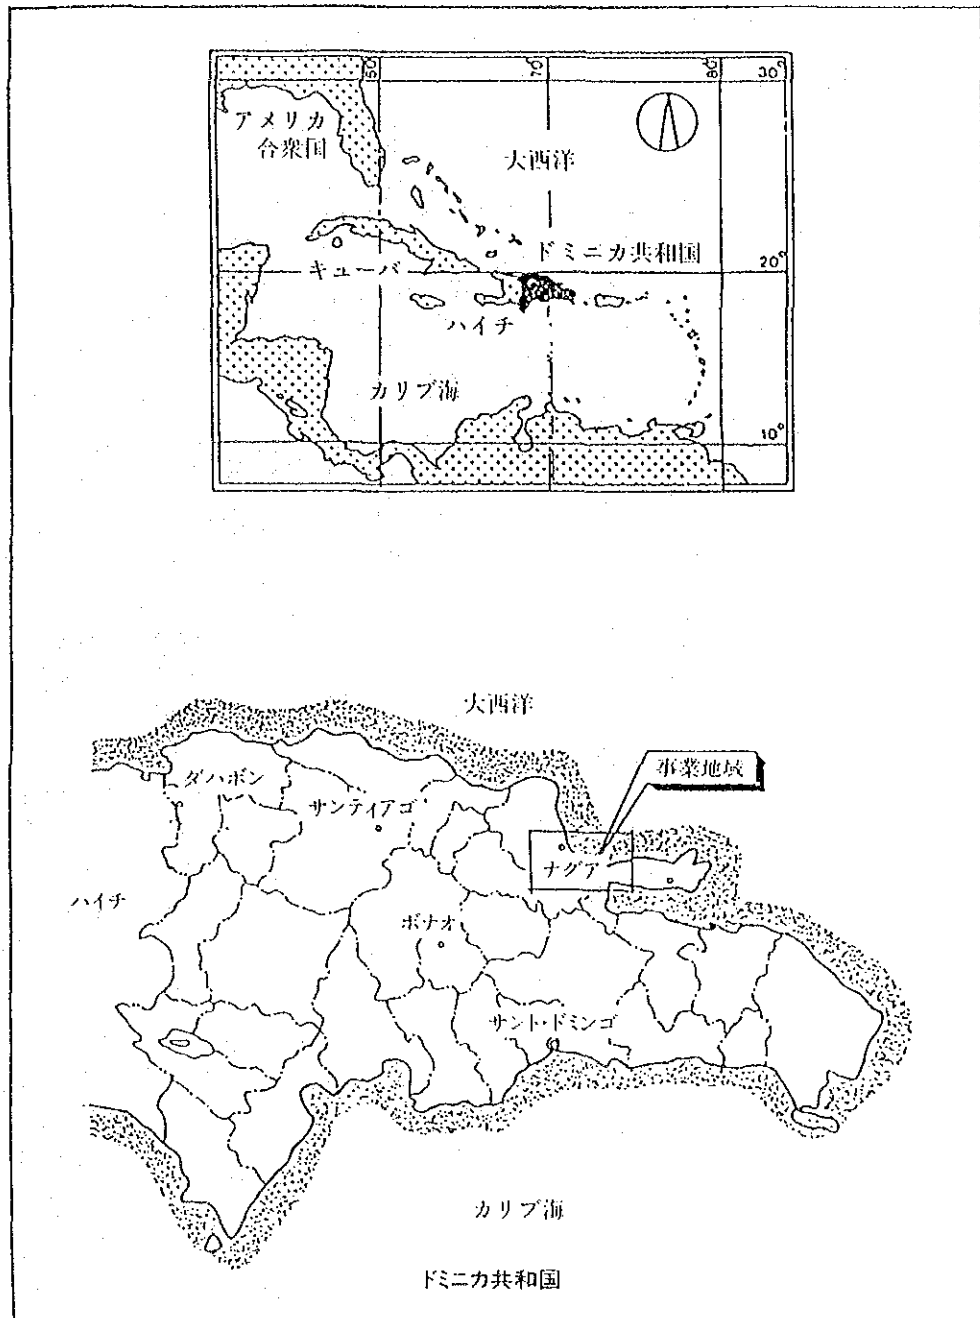 50°
70°
80°
30°
アメリカ
合衆国
大西洋
ドミニカ共和国
20°
キューバ
ハイチ
カリブ海
10°
大西洋
事業地域
ダハボン
サンティアゴ
ナグア
ハイチ
ボナオ
サント・ドミンゴ
カリブ海
ドミニカ共和国